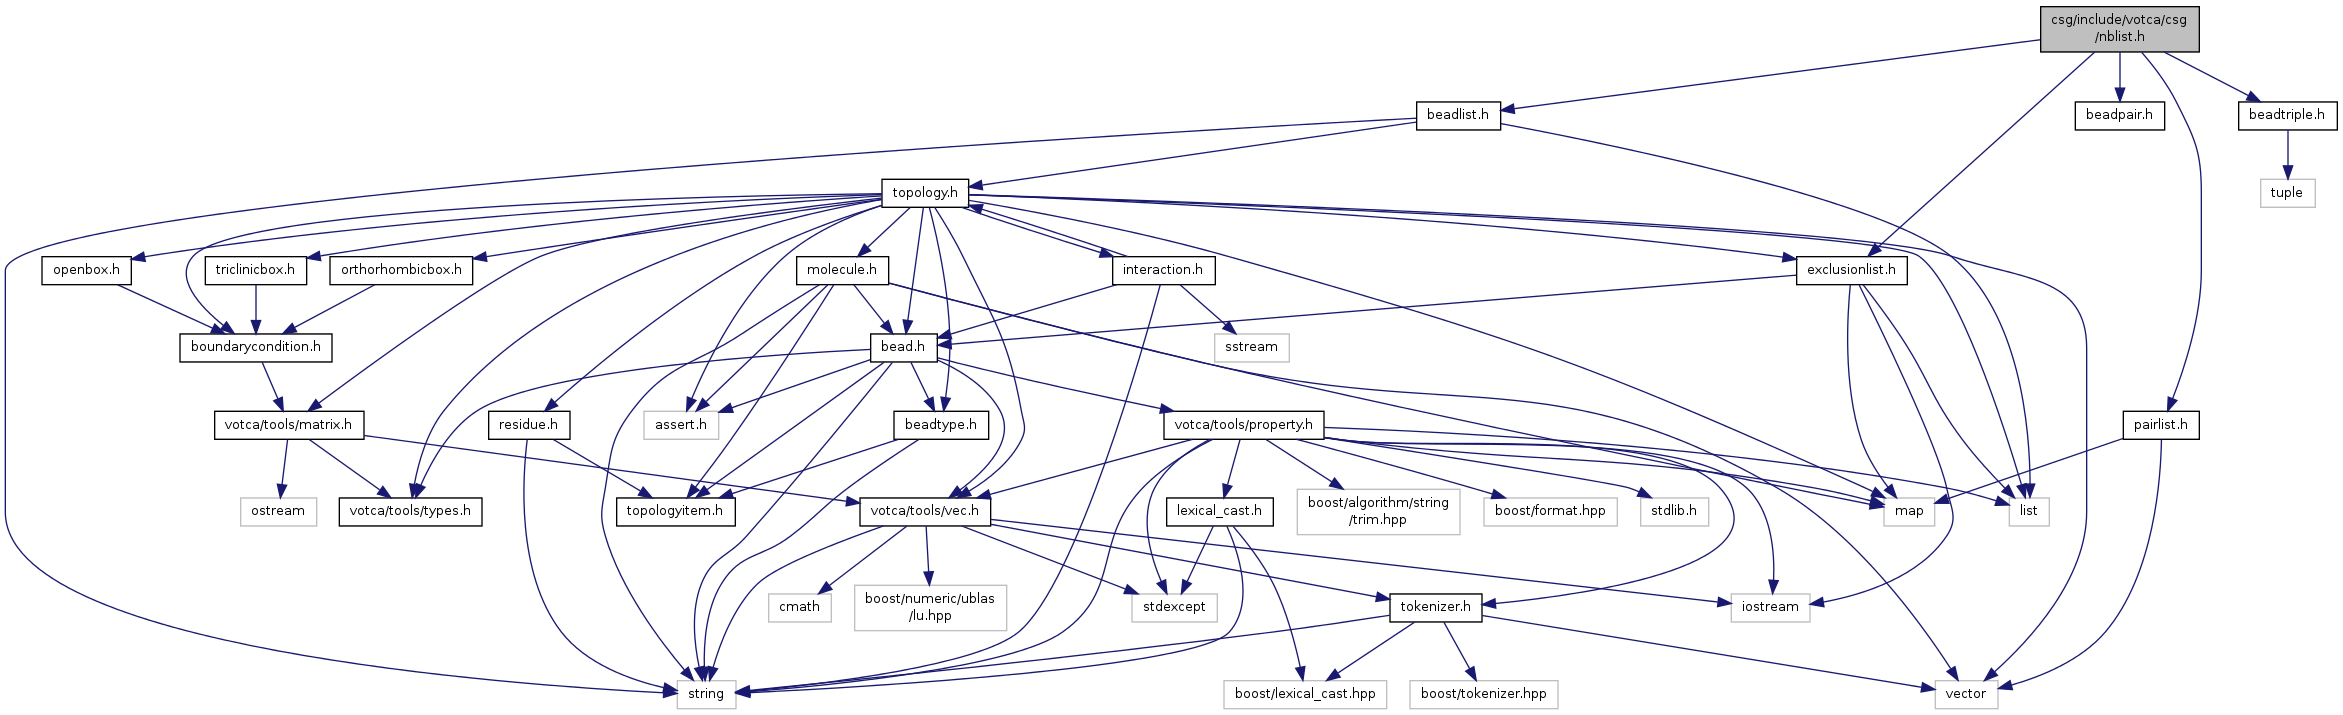 csg/include/votca/csg
/nblist.h
beadlist.h
beadpair.h
beadtriple.h
topology.h
tuple
openbox.h
triclinicbox.h
orthorhombicbox.h
molecule.h
interaction.h
exclusionlist.h
boundarycondition.h
bead.h
sstream
votca/tools/matrix.h
residue.h
assert.h
beadtype.h
votca/tools/property.h
pairlist.h
ostream
votca/tools/types.h
topologyitem.h
votca/tools/vec.h
lexical_cast.h
boost/algorithm/string
/trim.hpp
boost/format.hpp
stdlib.h
map
list
cmath
boost/numeric/ublas
/lu.hpp
stdexcept
tokenizer.h
iostream
string
boost/lexical_cast.hpp
boost/tokenizer.hpp
vector